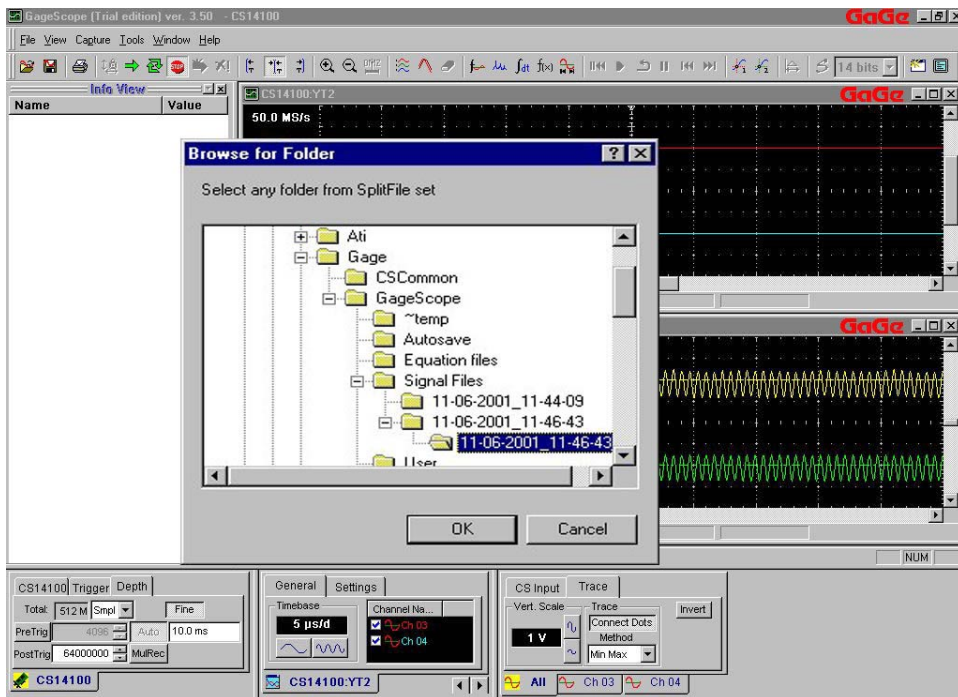 GageScope (Trial edition) ver. 3.50 - CS14100
GaGe
File View Capture Tools Window Help
14 bits
Info View
Name Value
CS14100:YT2
GaGe
50.0 MS/s
Browse for Folder
Select any folder from SplitFile set
Ati
Gage
CSCommon
GageScope
~temp
Autosave
Equation files
Signal Files
11-06-2001_11-44-09
11-06-2001_11-46-43
11-06-2001_11-46-43
User
OK Cancel
GaGe
NUM
CS14100 Trigger Depth
Total: 512 M Smpl Fine
PreTrig 4096 Auto 10.0 ms
PostTrig 64000000 MulRec
CS14100
General Settings
Timebase
5 µs/d
Channel Na...
Ch 03
Ch 04
CS14100:YT2
CS Input Trace
Vert. Scale
1 V
Trace
Connect Dots
Method
Min Max
Invert
All Ch 03 Ch 04